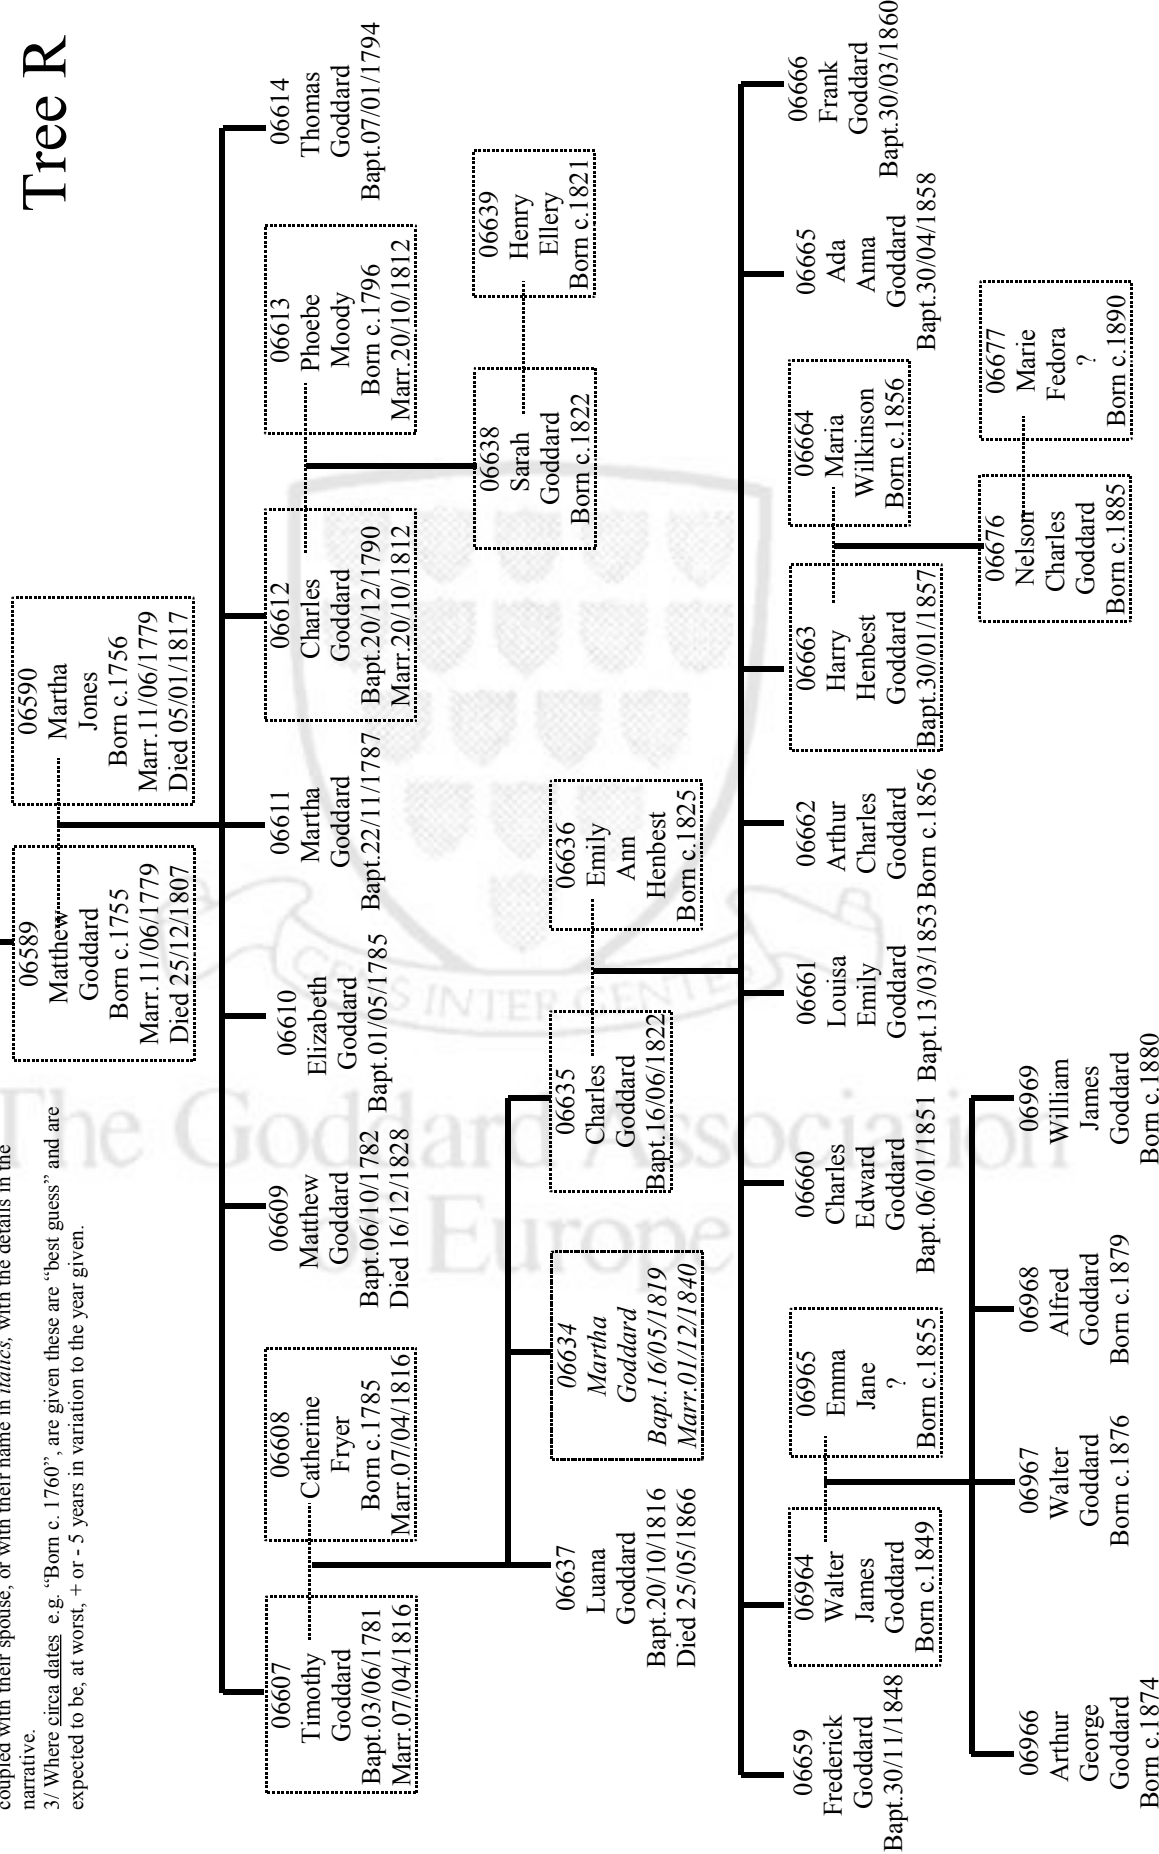 coupled with their spouse, or with their name in italics, with the details in the
narrative.
3/ Where circa dates e.g. “Born c. 1760”, are given these are “best guess” and are
expected to be, at worst, + or - 5 years in variation to the year given.
Tree R
06589
Matthew
Goddard
Born c.1755
Marr.11/06/1779
Died 25/12/1807
06590
Martha
Jones
Born c.1756
Marr.11/06/1779
Died 05/01/1817
06607
Timothy
Goddard
Bapt.03/06/1781
Marr.07/04/1816
06608
Catherine
Fryer
Born c.1785
Marr.07/04/1816
06609
Matthew
Goddard
Bapt.06/10/1782
Died 16/12/1828
06610
Elizabeth
Goddard
Bapt.01/05/1785
06611
Martha
Goddard
Bapt.22/11/1787
06612
Charles
Goddard
Bapt.20/12/1790
Marr.20/10/1812
06613
Phoebe
Moody
Born c.1796
Marr.20/10/1812
06614
Thomas
Goddard
Bapt.07/01/1794
06638
Sarah
Goddard
Born c.1822
06639
Henry
Ellery
Born c.1821
06637
Luana
Goddard
Bapt.20/10/1816
Died 25/05/1866
06634
Martha
Goddard
Bapt.16/05/1819
Marr.01/12/1840
06635
Charles
Goddard
Bapt.16/06/1822
06636
Emily
Ann
Henbest
Born c.1825
06659
Frederick
Goddard
Bapt.30/11/1848
06964
Walter
James
Goddard
Born c.1849
06965
Emma
Jane
?
Born c.1855
06660
Charles
Edward
Goddard
Bapt.06/01/1851
06661
Louisa
Emily
Goddard
Bapt.13/03/1853
06662
Arthur
Charles
Goddard
Born c.1856
06663
Harry
Henbest
Goddard
Bapt.30/01/1857
06664
Maria
Wilkinson
Born c.1856
06665
Ada
Anna
Goddard
Bapt.30/04/1858
06666
Frank
Goddard
Bapt.30/03/1860
06966
Arthur
George
Goddard
Born c.1874
06967
Walter
Goddard
Born c.1876
06968
Alfred
Goddard
Born c.1879
06969
William
James
Goddard
Born c.1880
06676
Nelson
Charles
Goddard
Born c.1885
06677
Marie
Fedora
?
Born c.1890
The Goddard Association
of Europe
INTER GENTES